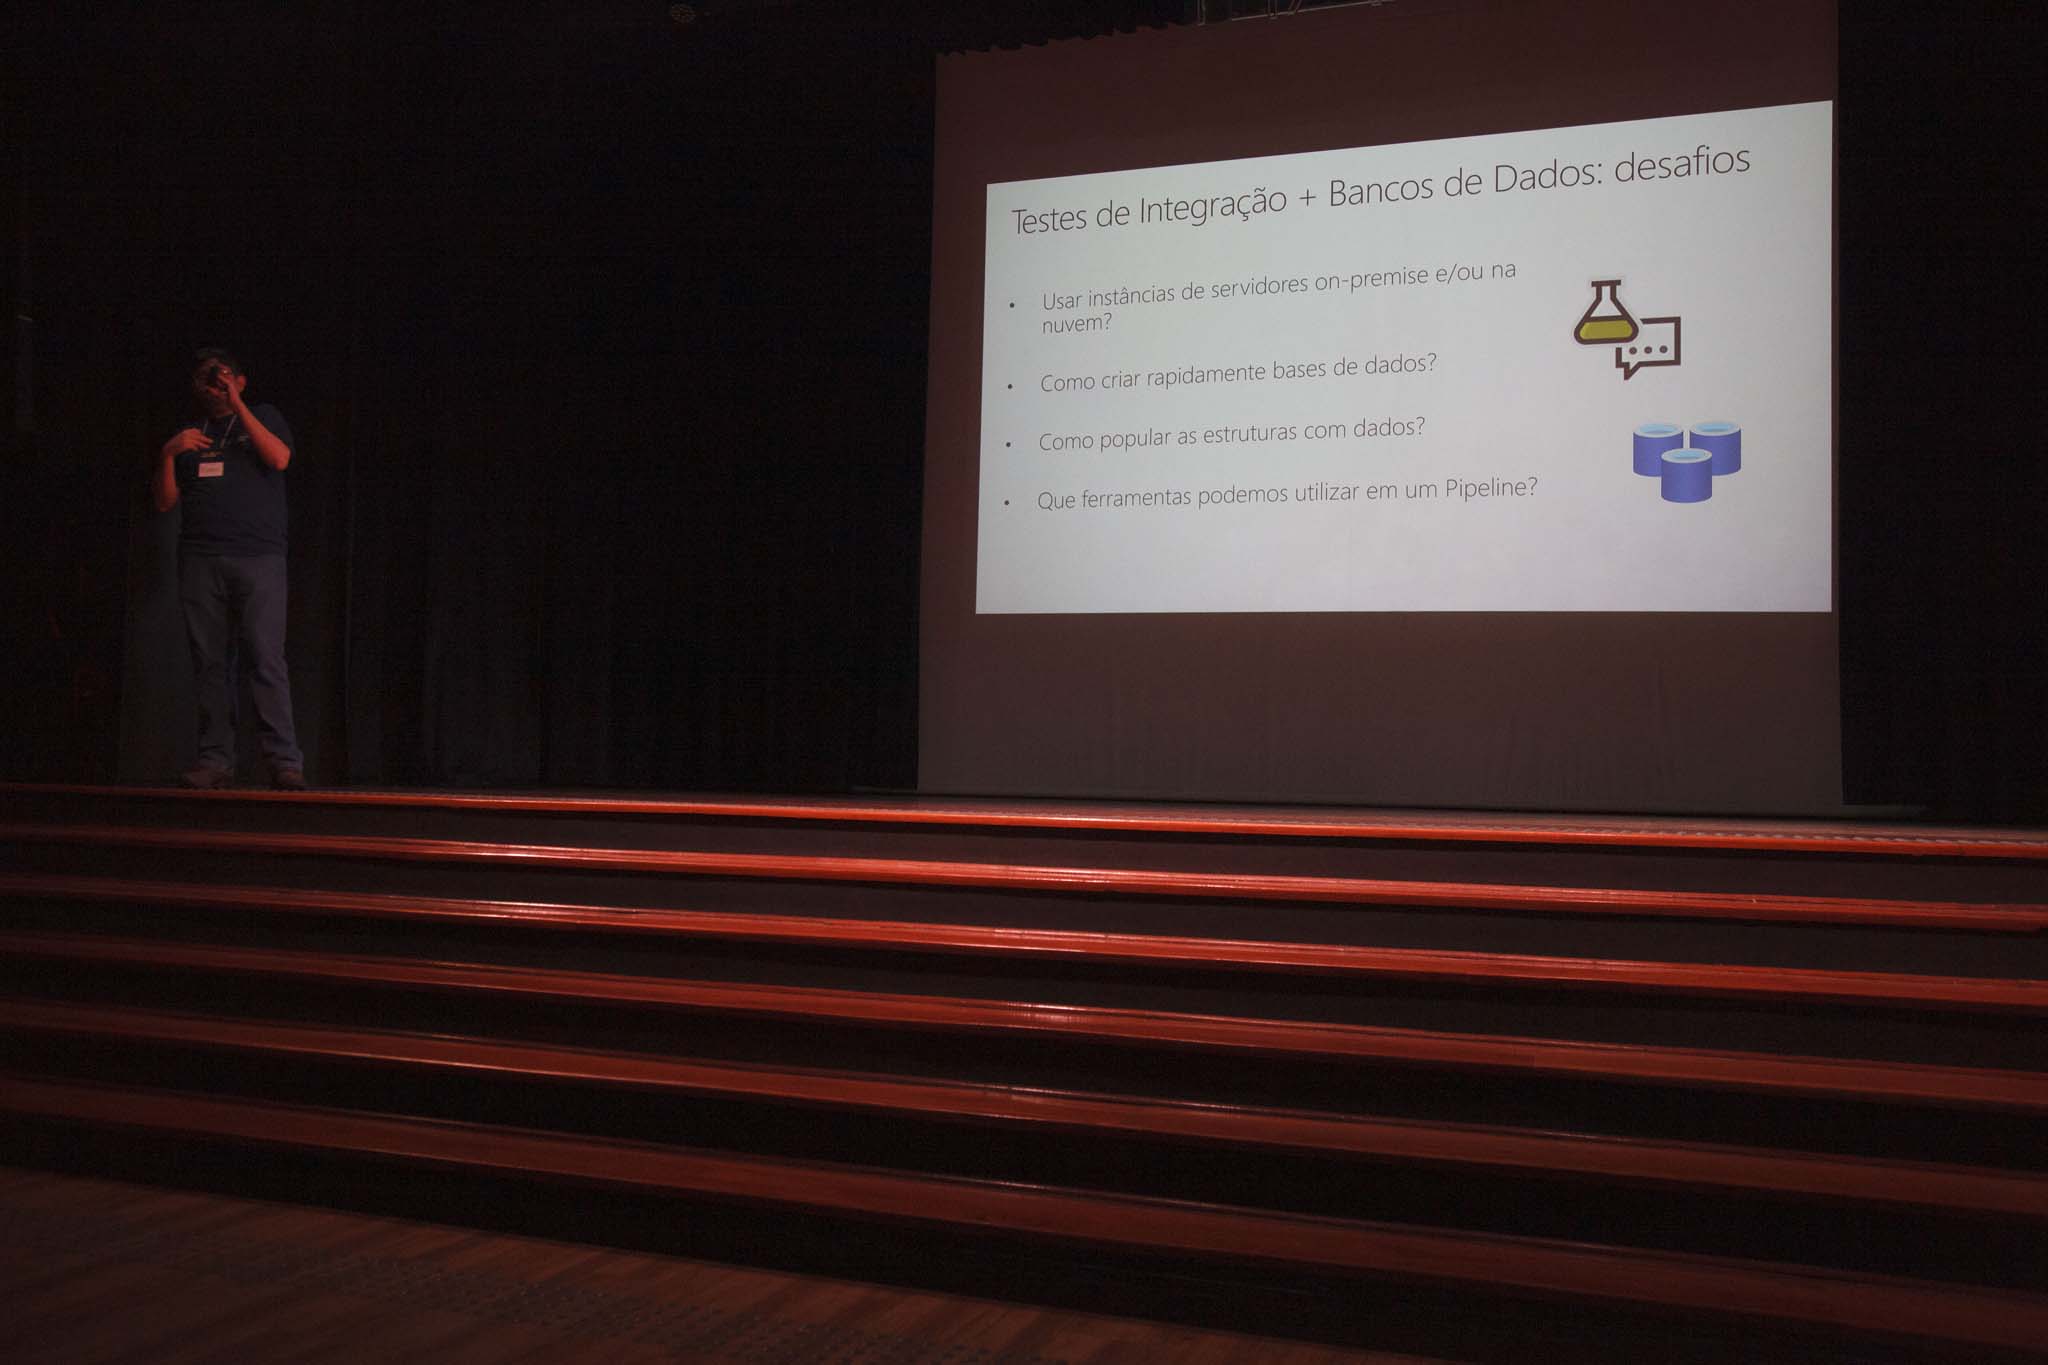 Testes de Integração + Bancos de Dados: desafios
• Usar instâncias de servidores on-premise e/ou na
nuvem?
• Como criar rapidamente bases de dados?
• Como popular as estruturas com dados?
• Que ferramentas podemos utilizar em um Pipeline?